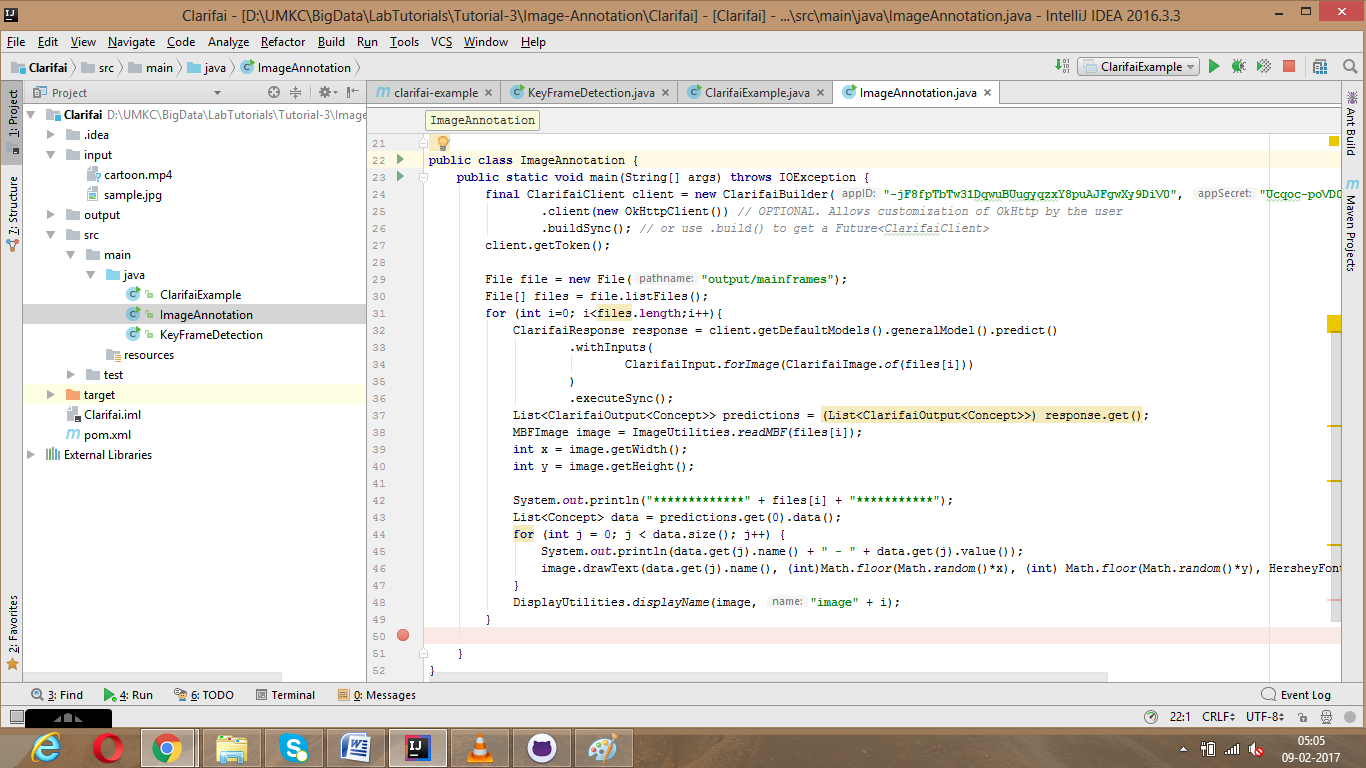 Clarifai - [D:\UMKC\BigData\LabTutorials\Tutorial-3\Image-Annotation\Clarifai] - [Clarifai] - ...\src\main\java\ImageAnnotation.java - IntelliJ IDEA 2016.3.3
File Edit View Navigate Code Analyze Refactor Build Run Tools VCS Window Help
Clarifai src main java ImageAnnotation ClarifaiExample
Project
clarifai-example KeyFrameDetection.java ClarifaiExample.java ImageAnnotation.java
1: Project
7: Structure
2: Favorites
Clarifai D:\UMKC\BigData\LabTutorials\Tutorial-3\Image
.idea
input
cartoon.mp4
sample.jpg
output
src
main
java
ClarifaiExample
ImageAnnotation
KeyFrameDetection
resources
test
target
Clarifai.iml
pom.xml
External Libraries
ImageAnnotation
21
22 public class ImageAnnotation {
23 public static void main(String[] args) throws IOException {
24 final ClarifaiClient client = new ClarifaiBuilder( appID: "-jF8fpTbTw31DqwuBUugyqzxY8puAJFgwXy9DiV0", appSecret: "Ucqoc-poVDO
25 .client(new OkHttpClient()) // OPTIONAL. Allows customization of OkHttp by the user
26 .buildSync(); // or use .build() to get a Future<ClarifaiClient>
27 client.getToken();
28
29 File file = new File( pathname: "output/mainframes");
30 File[] files = file.listFiles();
31 for (int i=0; i<files.length;i++){
32 ClarifaiResponse response = client.getDefaultModels().generalModel().predict()
33 .withInputs(
34 ClarifaiInput.forImage(ClarifaiImage.of(files[i]))
35 )
36 .executeSync();
37 List<ClarifaiOutput<Concept>> predictions = (List<ClarifaiOutput<Concept>>) response.get();
38 MBFImage image = ImageUtilities.readMBF(files[i]);
39 int x = image.getWidth();
40 int y = image.getHeight();
41
42 System.out.println("*************" + files[i] + "***********");
43 List<Concept> data = predictions.get(0).data();
44 for (int j = 0; j < data.size(); j++) {
45 System.out.println(data.get(j).name() + " - " + data.get(j).value());
46 image.drawText(data.get(j).name(), (int)Math.floor(Math.random()*x), (int) Math.floor(Math.random()*y), HersheyFon
47 }
48 DisplayUtilities.displayName(image, name: "image" + i);
49 }
50
51 }
52 }
Ant Build
Maven Projects
3: Find 4: Run 6: TODO Terminal 0: Messages Event Log
22:1 CRLF UTF-8
05:05
09-02-2017